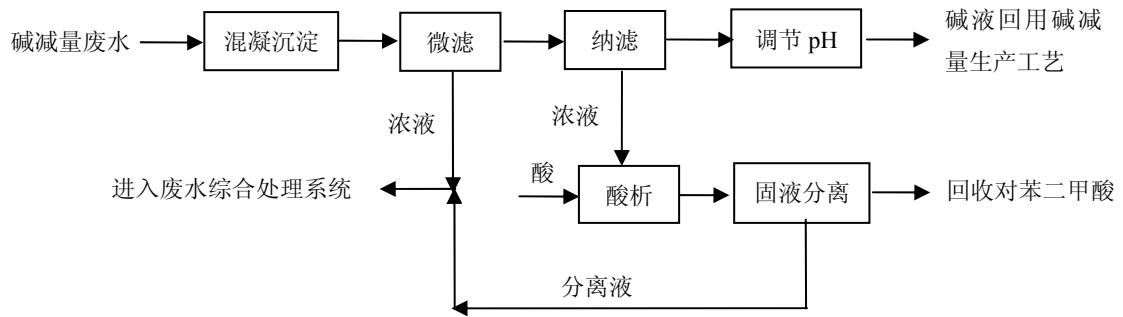 碱减量废水
混凝沉淀
微滤
纳滤
调节 pH
碱液回用碱减
量生产工艺
浓液
浓液
进入废水综合处理系统
酸
酸析
固液分离
回收对苯二甲酸
分离液